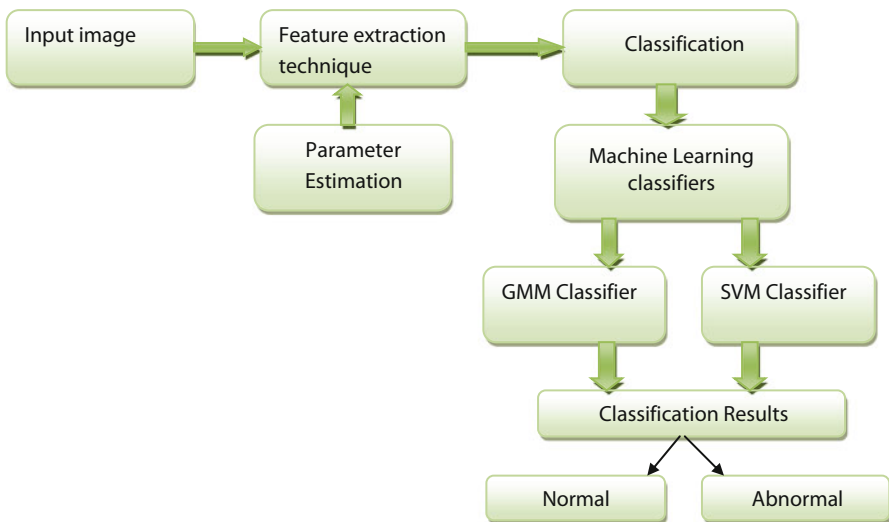 Input image
Feature extraction
technique
Classification
Parameter
Estimation
Machine Learning
classifiers
GMM Classifier
SVM Classifier
Classification Results
Normal
Abnormal